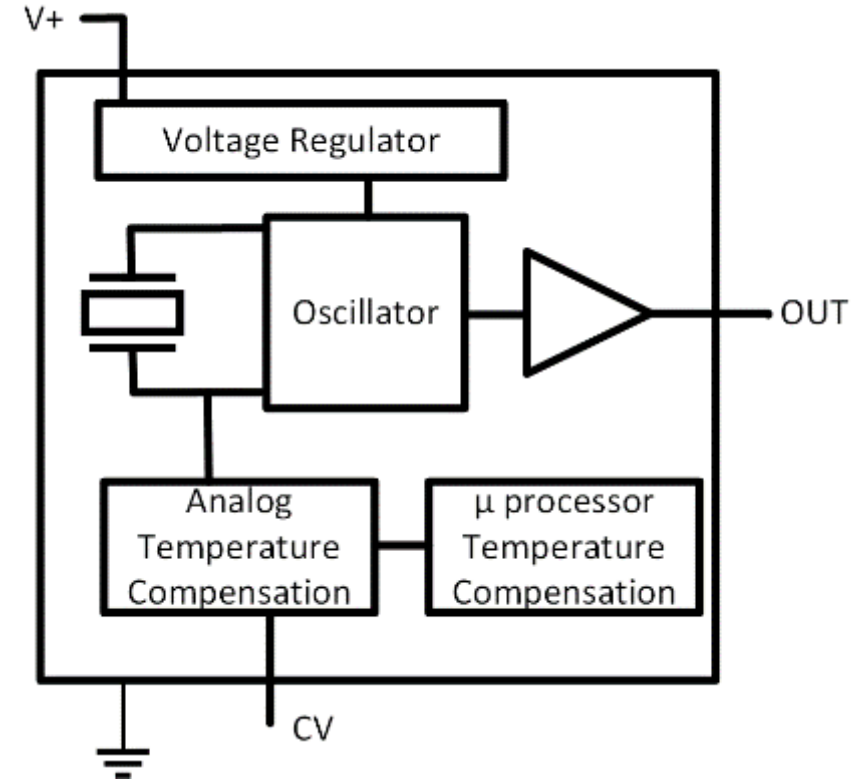 V+
Voltage Regulator
Oscillator
OUT
Analog
Temperature
Compensation
μ processor
Temperature
Compensation
CV